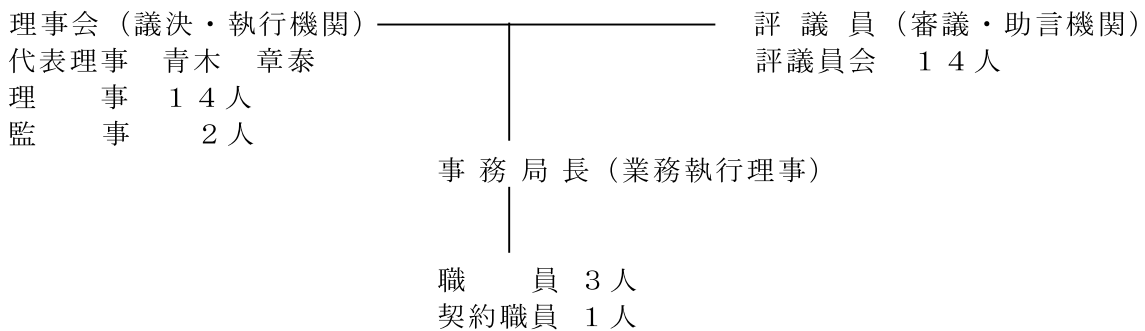 理事会（議決・執行機関）
代表理事　青木　章泰
理　　事　１４人
監　　事　　２人
評 議 員（審議・助言機関）
評議員会　１４人
事 務 局 長（業務執行理事）
職　　員　３人
契約職員　１人